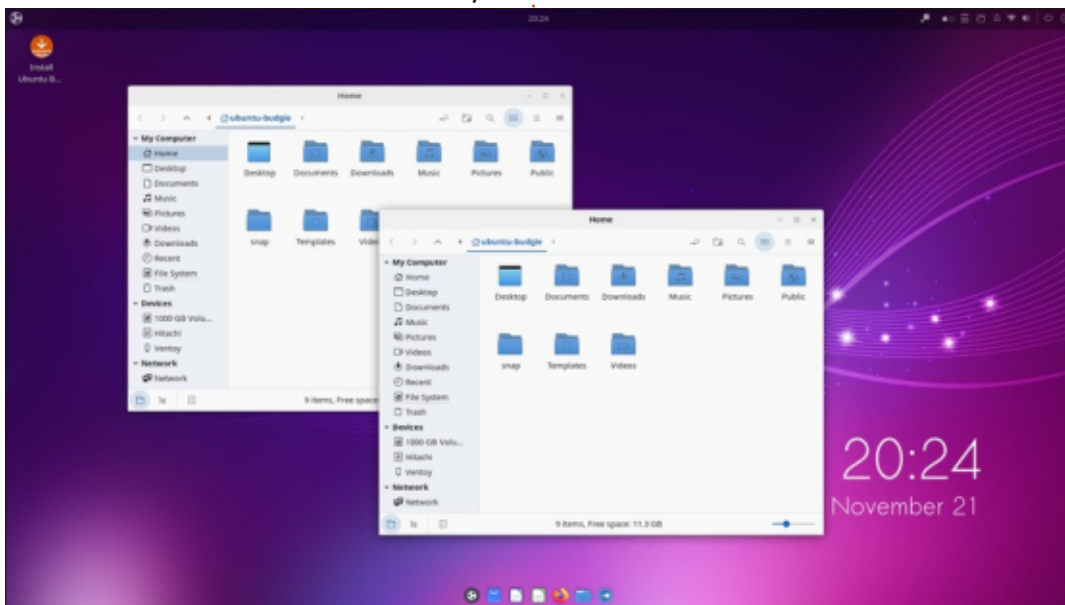 20:24
Install
Ubuntu B...
Home
ubuntu-budgie
My Computer
Home
Desktop
Documents
Music
Pictures
Videos
Downloads
Recent
File System
Trash
Devices
1000 GB Volu...
Hitachi
Ventoy
Network
Network
Desktop
Documents
Downloads
Music
Pictures
Public
snap
Templates
9 items, Free space
Home
ubuntu-budgie
My Computer
Home
Desktop
Documents
Music
Pictures
Videos
Downloads
Recent
File System
Trash
Devices
1000 GB Volu...
Hitachi
Ventoy
Network
Network
Desktop
Documents
Downloads
Music
Pictures
Public
snap
Templates
Videos
9 items, Free space: 11.3 GB
20:24
November 21